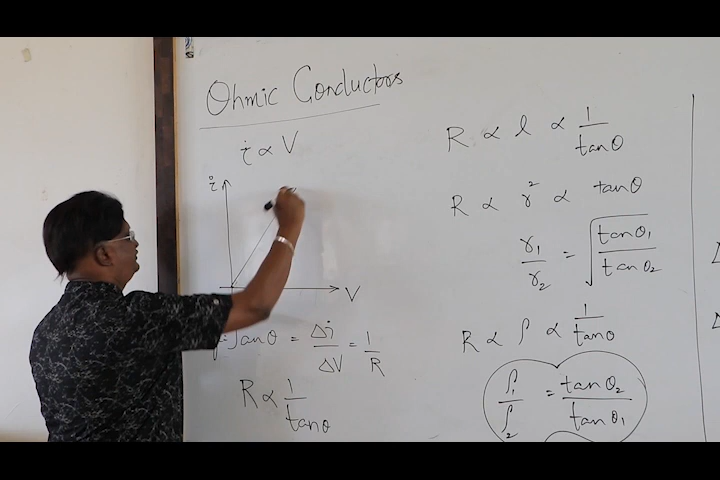 Ohmic Conductors
i ∝ V
i
V
tanθ = Δi/ΔV = 1/R
R ∝ 1/tanθ
R ∝ l ∝ 1/tanθ
R ∝ r² ∝ tanθ
r₁/r₂ = √(tanθ₁/tanθ₂)
R ∝ ρ ∝ 1/tanθ
ρ₁/ρ₂ = tanθ₂/tanθ₁